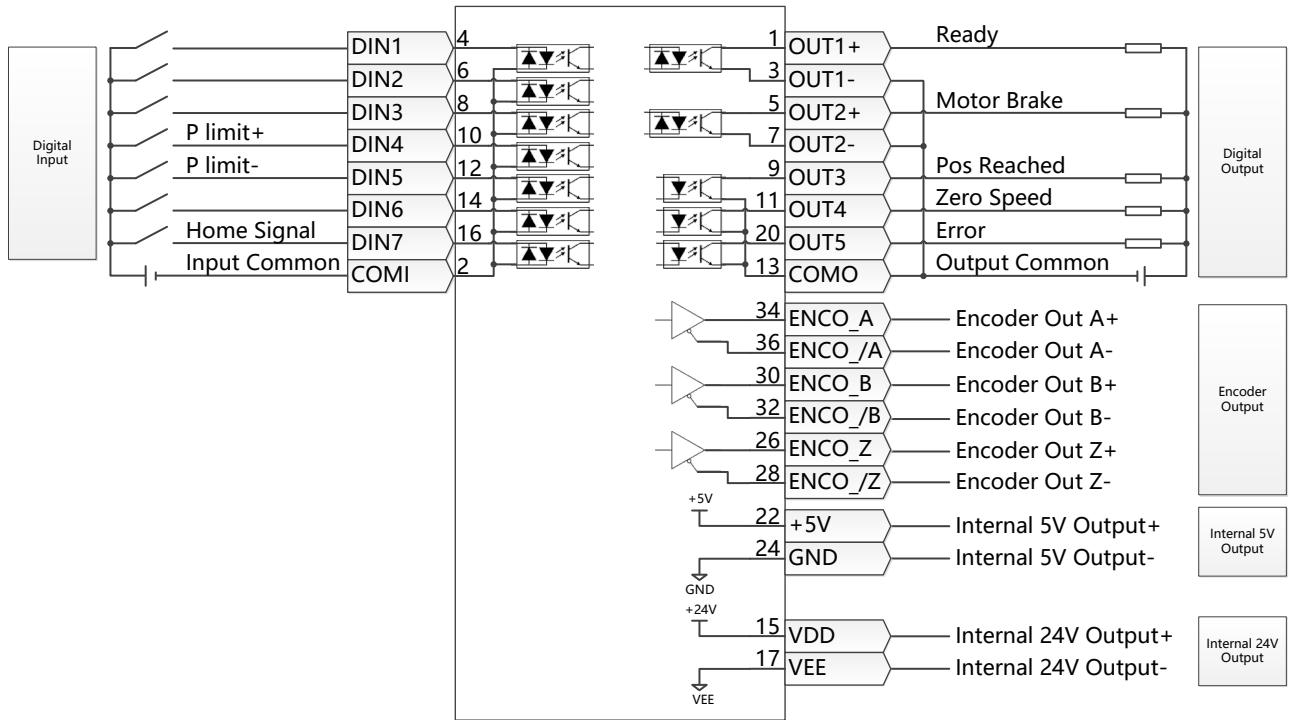 Digital
Input
P limit+
P limit-
Home Signal
Input Common
DIN1
DIN2
DIN3
DIN4
DIN5
DIN6
DIN7
COMI
4
6
8
10
12
14
16
2
1
3
5
7
9
11
20
13
OUT1+
OUT1-
OUT2+
OUT2-
OUT3
OUT4
OUT5
COMO
Ready
Motor Brake
Pos Reached
Zero Speed
Error
Output Common
Digital
Output
34 ENCO_A Encoder Out A+
36 ENCO_/A Encoder Out A-
30 ENCO_B Encoder Out B+
32 ENCO_/B Encoder Out B-
26 ENCO_Z Encoder Out Z+
28 ENCO_/Z Encoder Out Z-
Encoder
Output
+5V
22 +5V Internal 5V Output+
24 GND Internal 5V Output-
GND
Internal 5V
Output
+24V
15 VDD Internal 24V Output+
17 VEE Internal 24V Output-
VEE
Internal 24V
Output